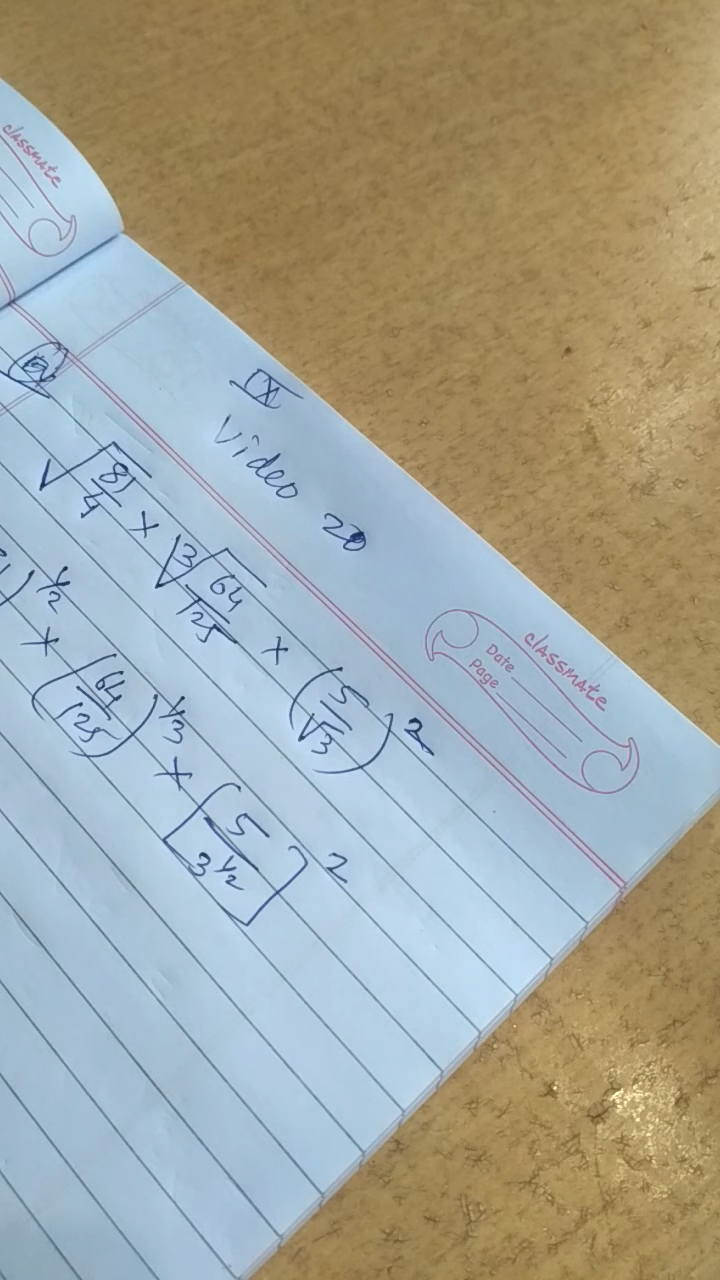 classmate
IX
Video 20
classmate
Date
Page
√(81/4) × ∛(64/125) × (5/√3)²
)^1/2 × (64/125)^1/3 × [5/3^1/2]²